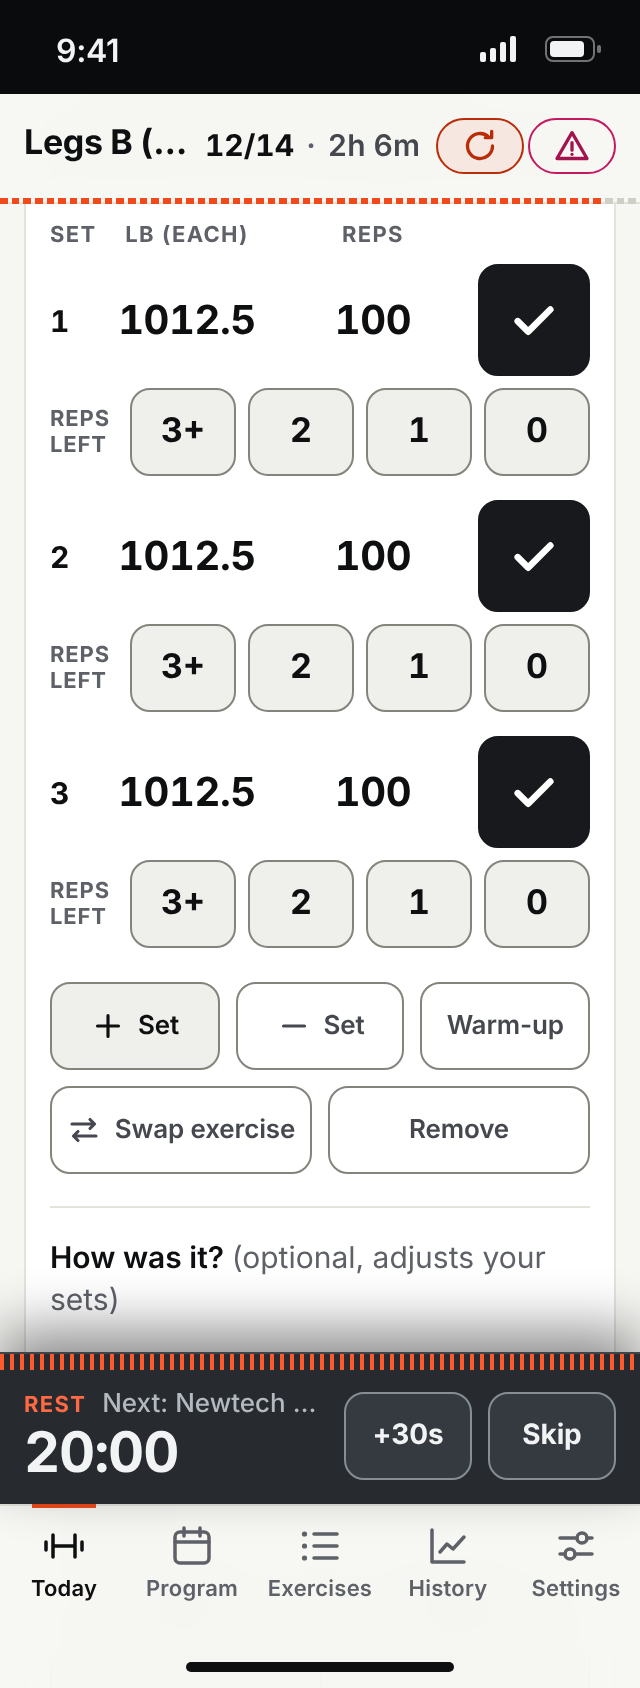 9:41
Legs B (... 12/14 · 2h 6m
SET LB (EACH) REPS
1 1012.5 100
REPS LEFT 3+ 2 1 0
2 1012.5 100
REPS LEFT 3+ 2 1 0
3 1012.5 100
REPS LEFT 3+ 2 1 0
+ Set − Set Warm-up
Swap exercise Remove
How was it? (optional, adjusts your
sets)
REST Next: Newtech ...
20:00 +30s Skip
Today Program Exercises History Settings